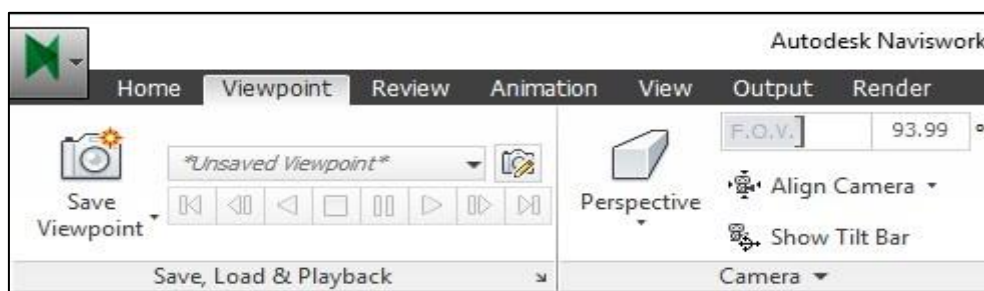 Autodesk Naviswork
Home Viewpoint Review Animation View Output Render
Save Viewpoint
*Unsaved Viewpoint*
Save, Load & Playback
Perspective
F.O.V. 93.99 °
Align Camera
Show Tilt Bar
Camera